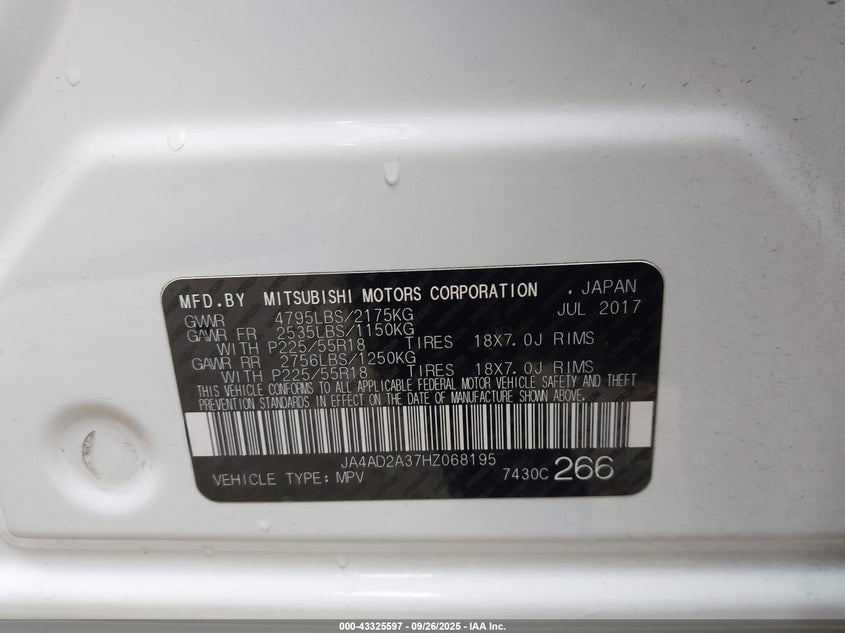 MFD.BY MITSUBISHI MOTORS CORPORATION , JAPAN
GVWR 4795LBS/2175KG JUL 2017
GAWR FR 2535LBS/1150KG
WITH P225/55R18 TIRES 18X7.0J RIMS
GAWR RR 2756LBS/1250KG
WITH P225/55R18 TIRES 18X7.0J RIMS
THIS VEHICLE CONFORMS TO ALL APPLICABLE FEDERAL MOTOR VEHICLE SAFETY AND THEFT
PREVENTION STANDARDS IN EFFECT ON THE DATE OF MANUFACTURE SHOWN ABOVE.
JA4AD2A37HZ068195
VEHICLE TYPE: MPV 7430C 266
000-43325597 - 09/26/2025 - IAA Inc.